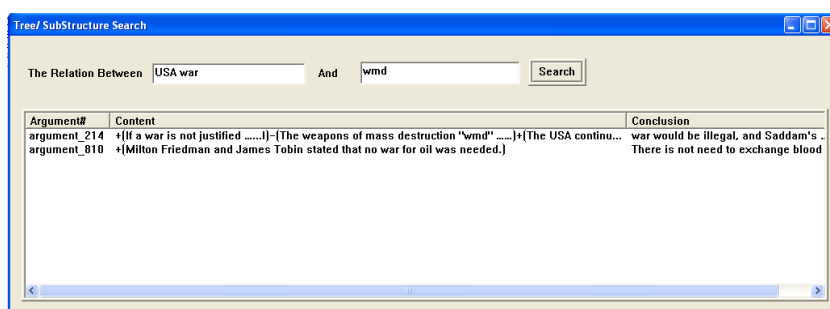 Tree/ SubStructure Search
The Relation Between USA war And wmd Search
Argument# Content Conclusion
argument_214 +(If a war is not justified ......!)-(The weapons of mass destruction "wmd" ......)+(The USA continu... war would be illegal, and Saddam's ..
argument_810 +(Milton Friedman and James Tobin stated that no war for oil was needed.) There is not need to exchange blood